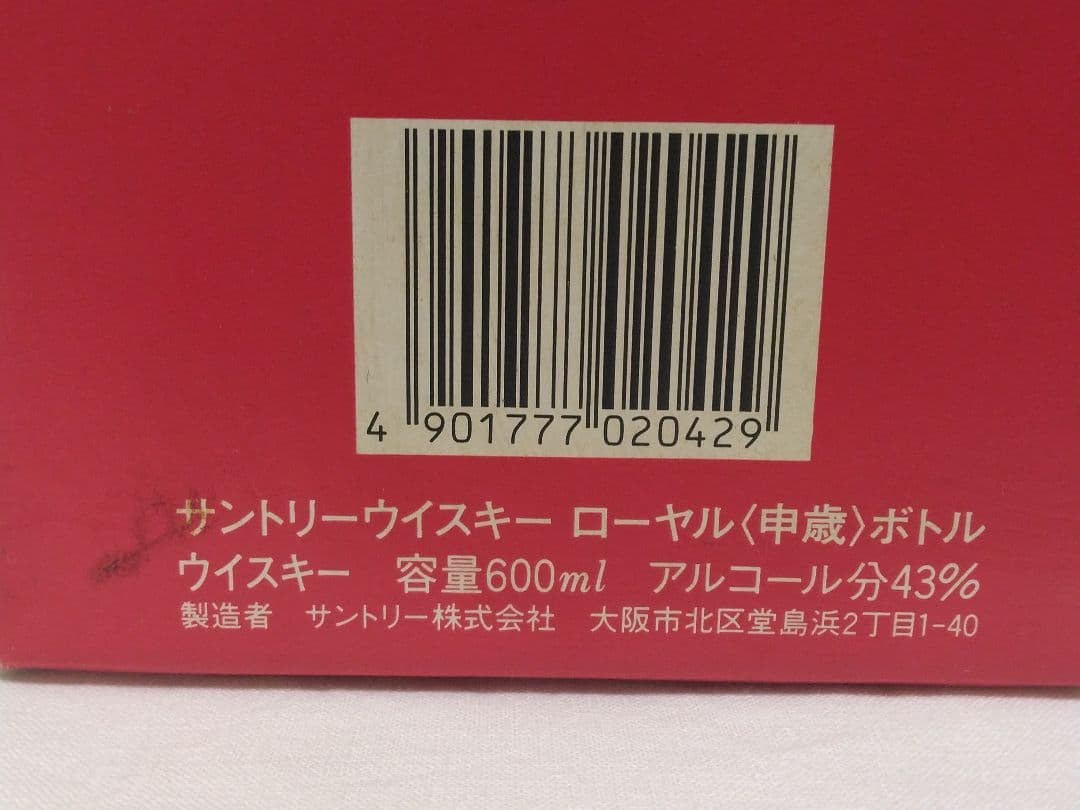 4 901777 020429
サントリーウイスキー ローヤル〈申歳〉ボトル
ウイスキー 容量600ml アルコール分43%
製造者 サントリー株式会社 大阪市北区堂島浜2丁目1-40